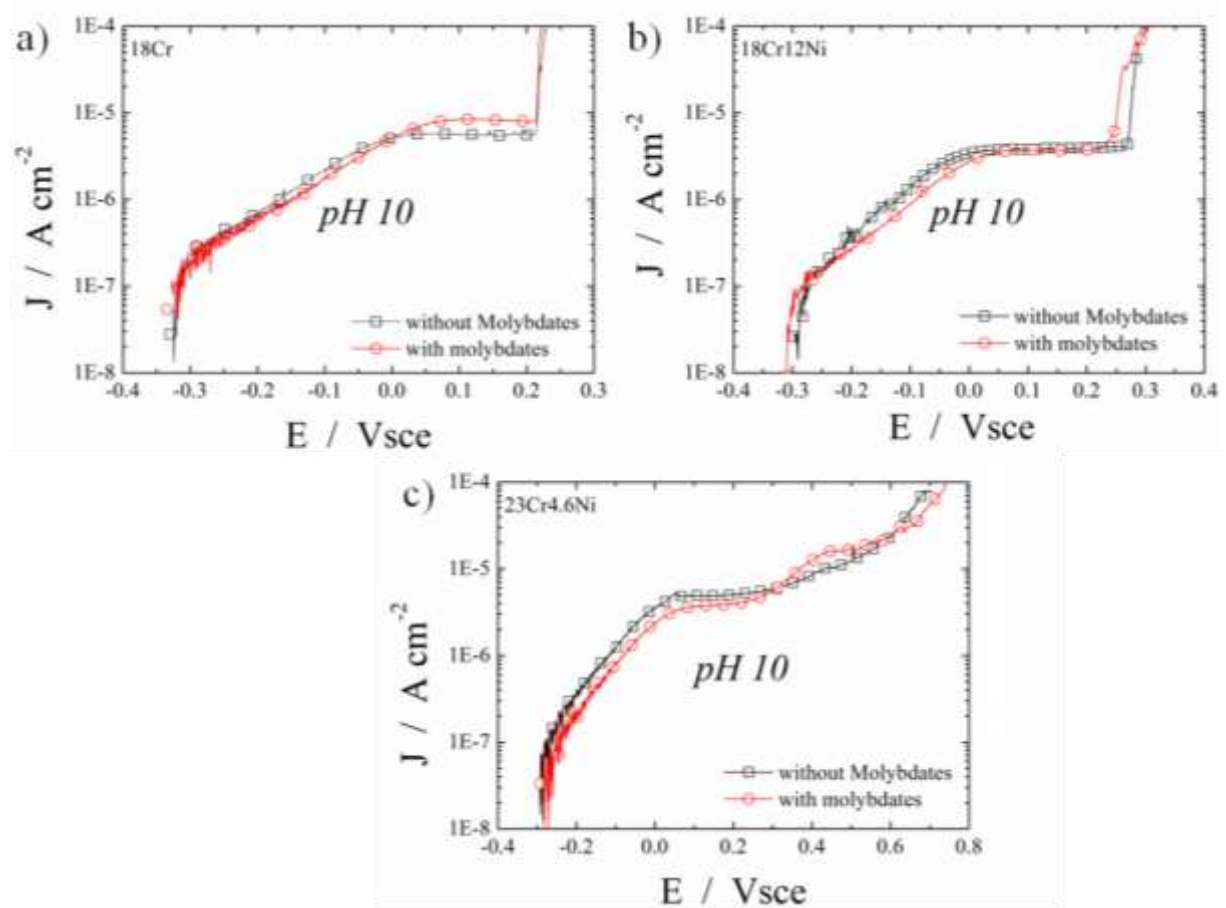 a)
18Cr
1E-4
1E-5
1E-6
1E-7
1E-8
J / A cm-2
pH 10
without Molybdates
with molybdates
-0.4 -0.3 -0.2 -0.1 0.0 0.1 0.2 0.3
E / Vsce
b)
18Cr12Ni
1E-4
1E-5
1E-6
1E-7
1E-8
J / A cm-2
pH 10
without Molybdates
with molybdates
-0.4 -0.3 -0.2 -0.1 0.0 0.1 0.2 0.3 0.4
E / Vsce
c)
23Cr4.6Ni
1E-4
1E-5
1E-6
1E-7
1E-8
J / A cm-2
pH 10
without Molybdates
with molybdates
-0.4 -0.2 0.0 0.2 0.4 0.6 0.8
E / Vsce